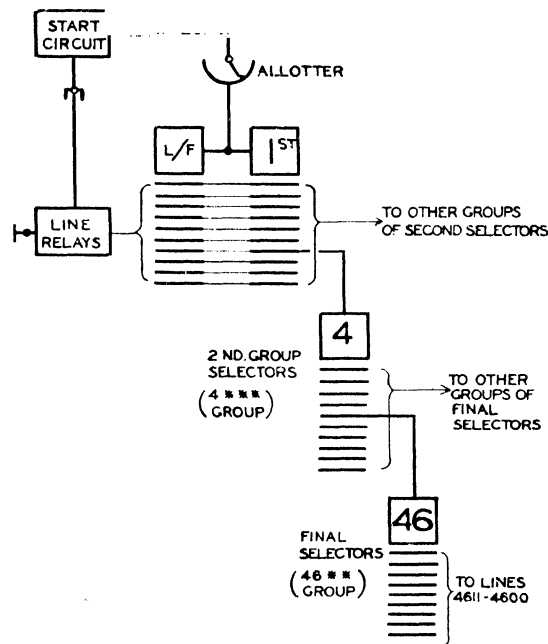 START
CIRCUIT
ALLOTTER
L/F
1ST
LINE
RELAYS
TO OTHER GROUPS
OF SECOND SELECTORS
4
2 ND. GROUP
SELECTORS
(4 ✳✳✳
GROUP)
TO OTHER
GROUPS OF
FINAL
SELECTORS
46
FINAL
SELECTORS
(46 ✳✳
GROUP)
TO LINES
4611-4600